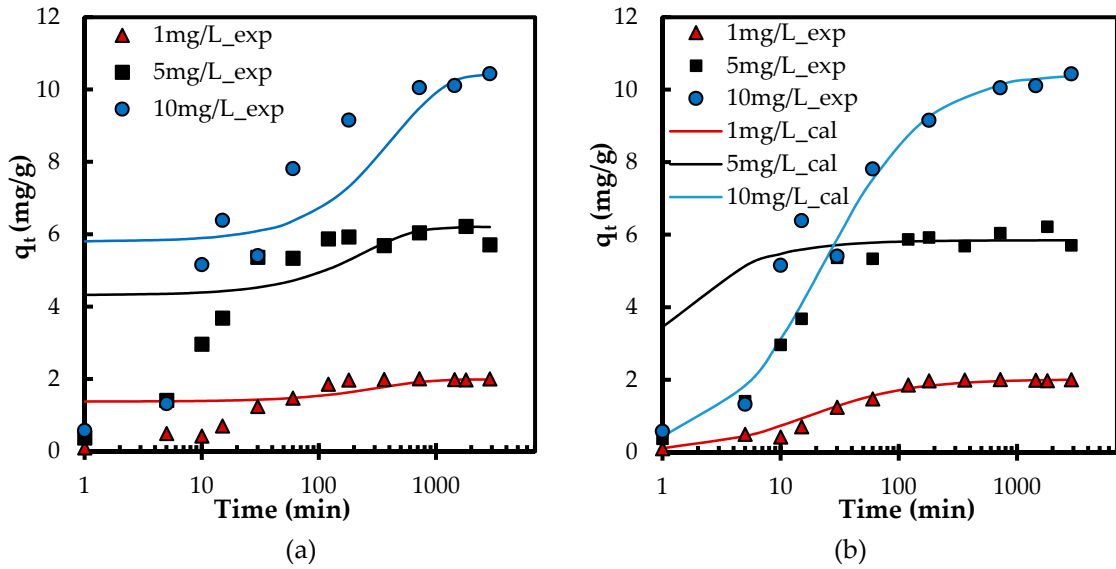 12
10
8
6
4
2
0
qt (mg/g)
1mg/L_exp
5mg/L_exp
10mg/L_exp
1 10 100 1000
Time (min)
(a)
12
10
8
6
4
2
0
qt (mg/g)
1mg/L_exp
5mg/L_exp
10mg/L_exp
1mg/L_cal
5mg/L_cal
10mg/L_cal
1 10 100 1000
Time (min)
(b)